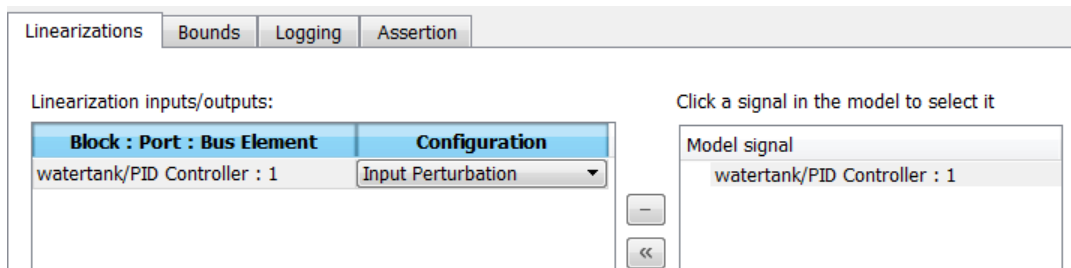 Linearizations Bounds Logging Assertion
Linearization inputs/outputs: Click a signal in the model to select it
Block : Port : Bus Element Configuration Model signal
watertank/PID Controller : 1 Input Perturbation watertank/PID Controller : 1
−
«